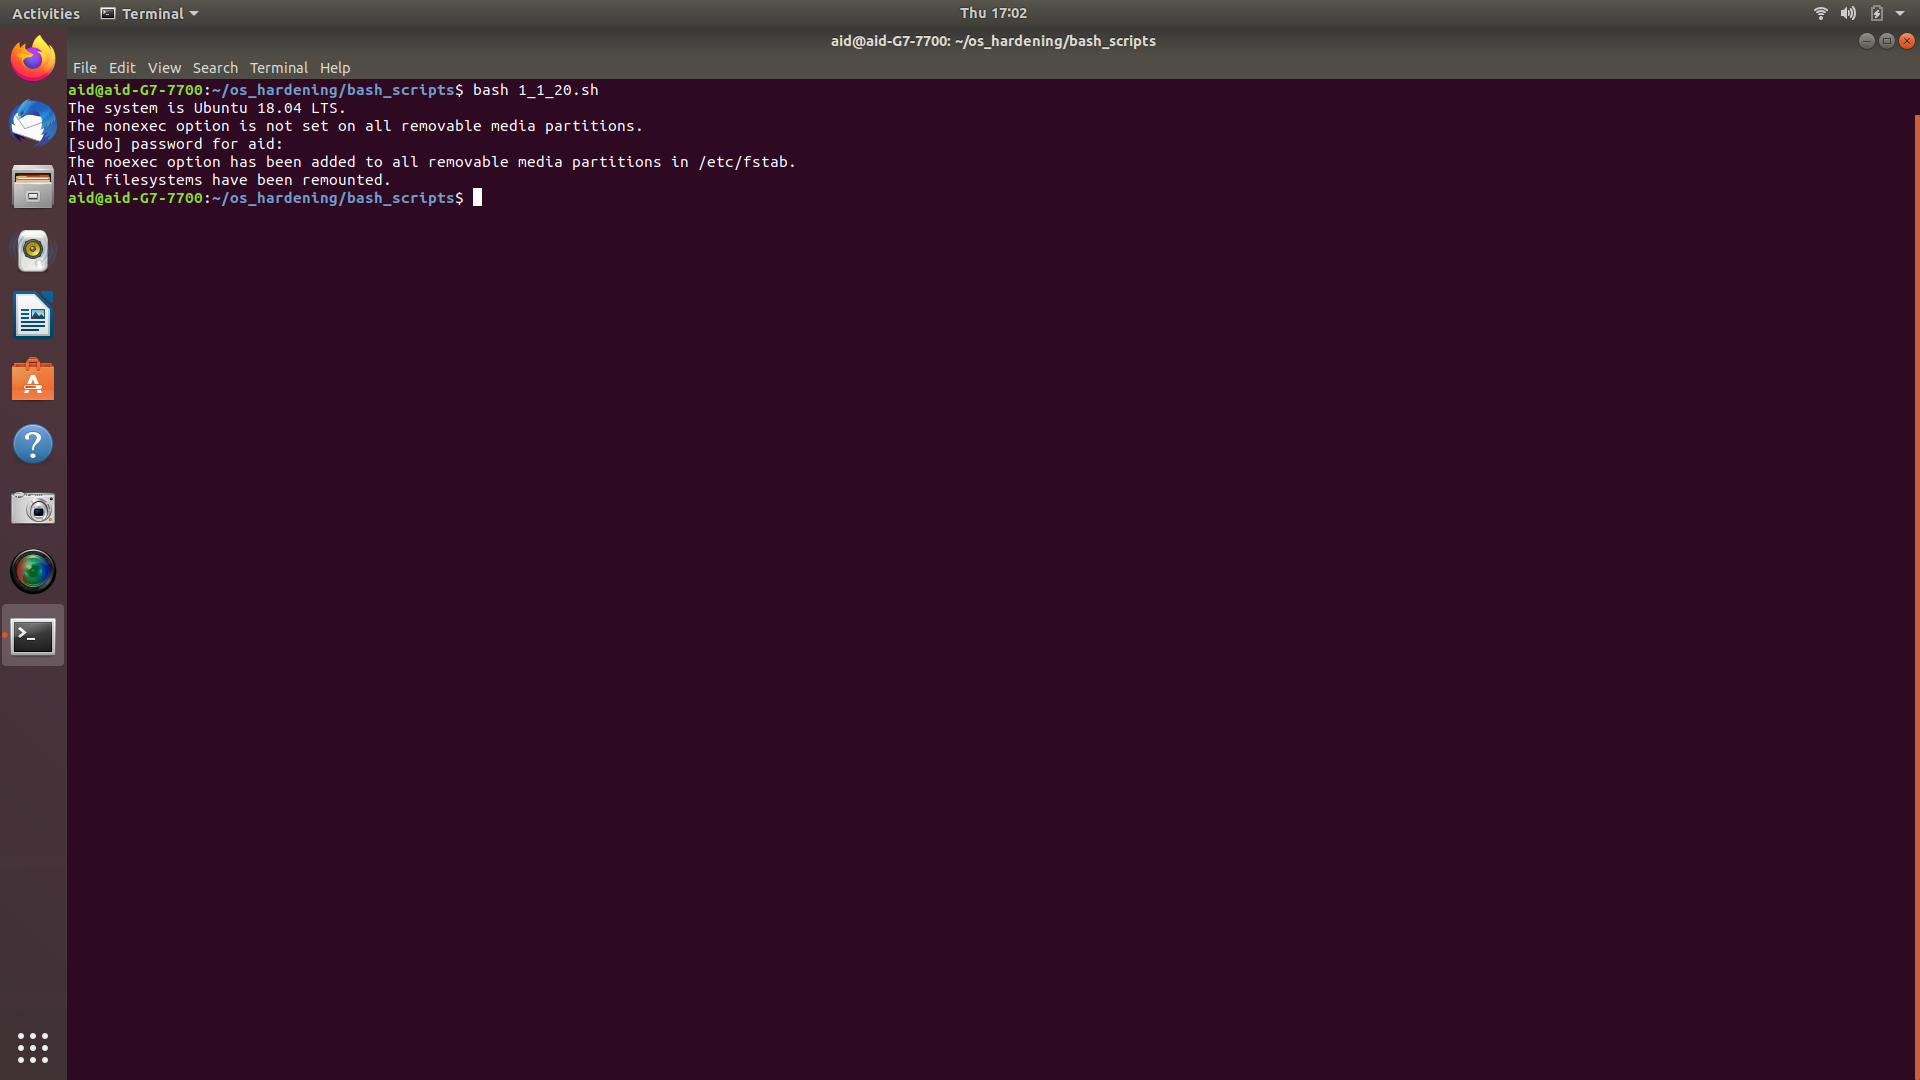 Activities Terminal Thu 17:02
aid@aid-G7-7700: ~/os_hardening/bash_scripts
File Edit View Search Terminal Help
aid@aid-G7-7700:~/os_hardening/bash_scripts$ bash 1_1_20.sh
The system is Ubuntu 18.04 LTS.
The nonexec option is not set on all removable media partitions.
[sudo] password for aid:
The noexec option has been added to all removable media partitions in /etc/fstab.
All filesystems have been remounted.
aid@aid-G7-7700:~/os_hardening/bash_scripts$